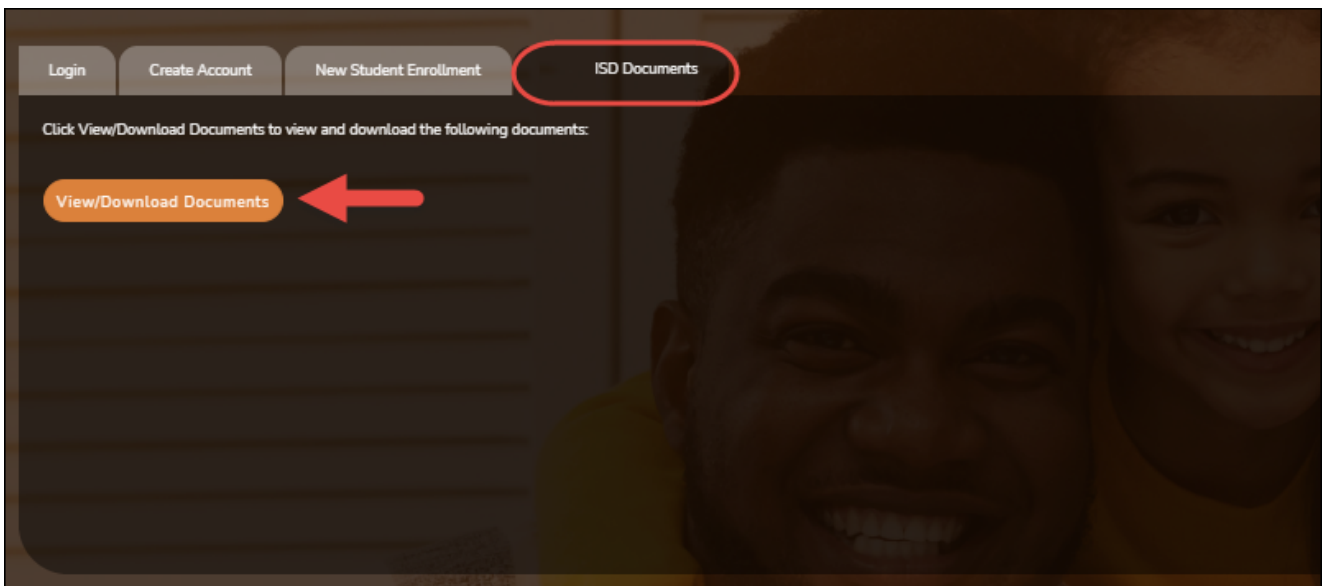 Login
Create Account
New Student Enrollment
ISD Documents
Click View/Download Documents to view and download the following documents:
View/Download Documents